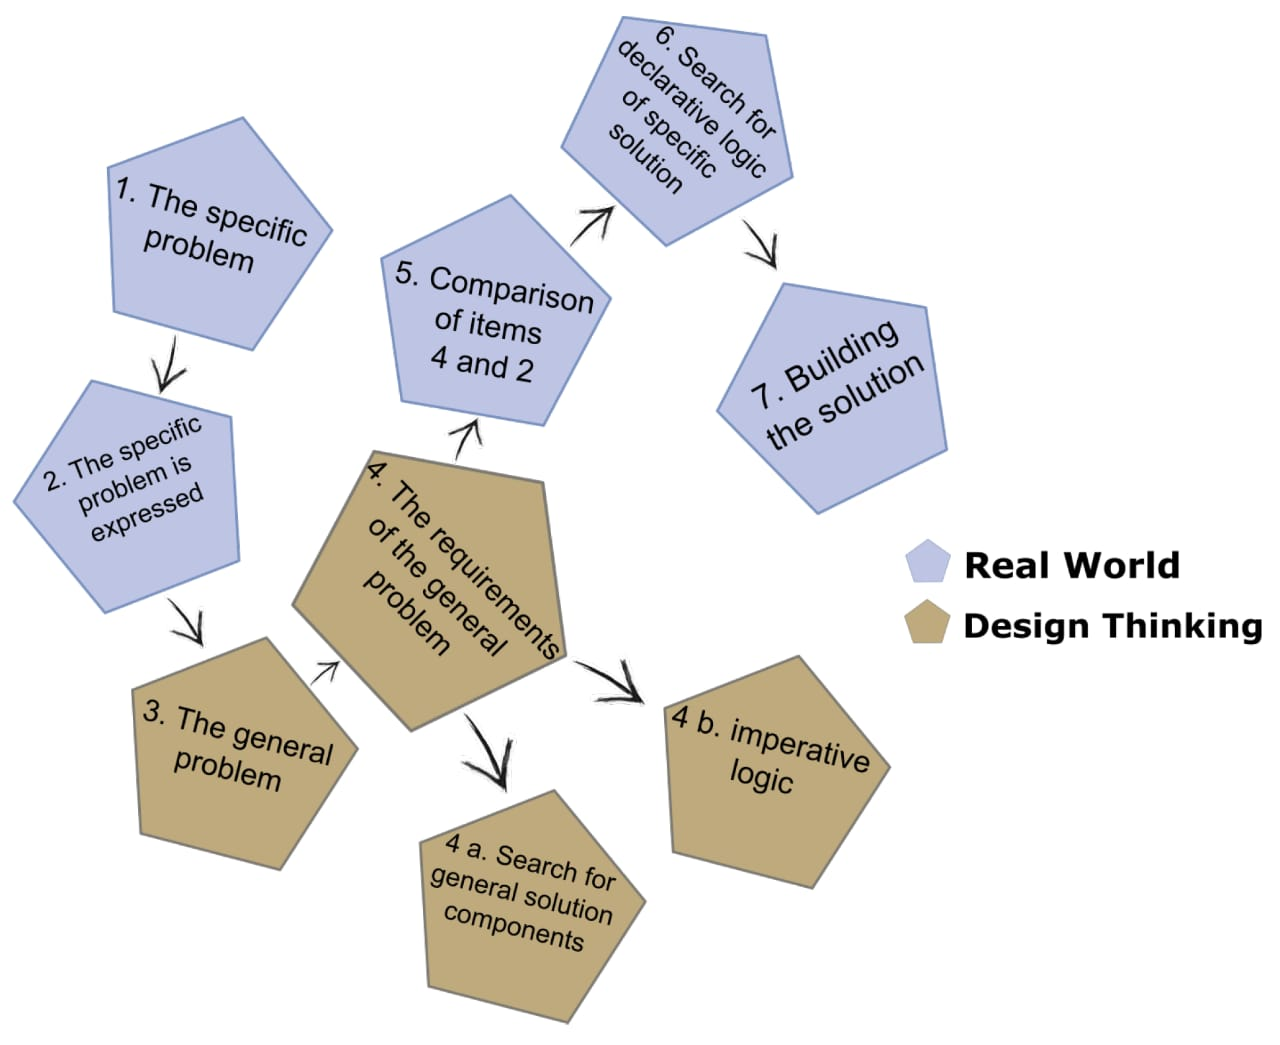 1. The specific
problem
2. The specific
problem is
expressed
3. The general
problem
4. The requirements
of the general
problem
4 a. Search for
general solution
components
4 b. imperative
logic
5. Comparison
of items
4 and 2
6. Search for
declarative logic
of specific
solution
7. Building
the solution
Real World
Design Thinking